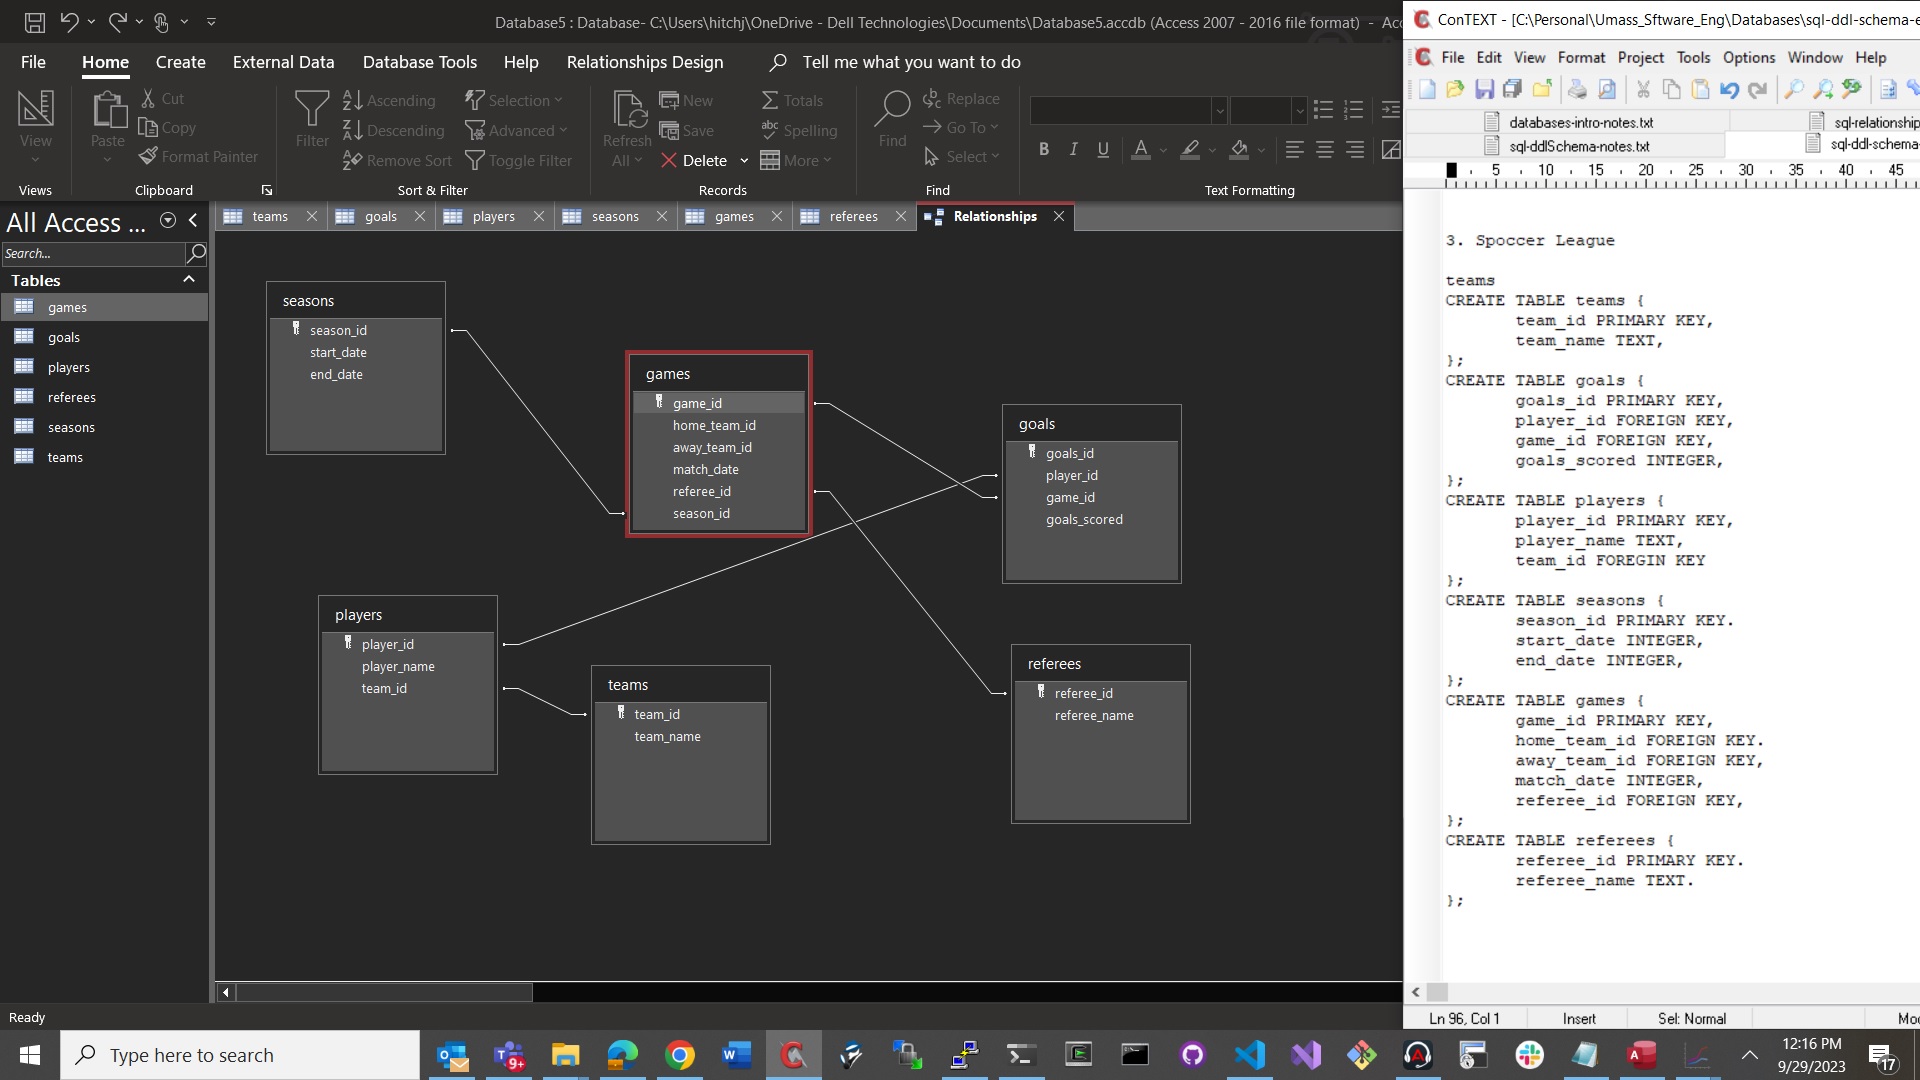 Database5 : Database- C:\Users\hitchj\OneDrive - Dell Technologies\Documents\Database5.accdb (Access 2007 - 2016 file format) -
File Home Create External Data Database Tools Help Relationships Design Tell me what you want to do
View
Views
Paste
Cut
Copy
Format Painter
Clipboard
Filter
Ascending
Descending
Remove Sort
Selection
Advanced
Toggle Filter
Sort & Filter
Refresh
All
New
Save
Delete
Totals
Spelling
More
Records
Find
Replace
Go To
Select
Find
B I U A
Text Formatting
All Access ...
Search...
Tables
games
goals
players
referees
seasons
teams
teams goals players seasons games referees Relationships
seasons
season_id
start_date
end_date
games
game_id
home_team_id
away_team_id
match_date
referee_id
season_id
goals
goals_id
player_id
game_id
goals_scored
players
player_id
player_name
team_id
teams
team_id
team_name
referees
referee_id
referee_name
Ready
ConTEXT - [C:\Personal\Umass_Sftware_Eng\Databases\sql-ddl-schema-e
File Edit View Format Project Tools Options Window Help
databases-intro-notes.txt sql-relationship
sql-ddlSchema-notes.txt sql-ddl-schema-
5 10 15 20 25 30 35 40 45
3. Spoccer League
teams
CREATE TABLE teams {
team_id PRIMARY KEY,
team_name TEXT,
};
CREATE TABLE goals {
goals_id PRIMARY KEY,
player_id FOREIGN KEY,
game_id FOREIGN KEY,
goals_scored INTEGER,
};
CREATE TABLE players {
player_id PRIMARY KEY,
player_name TEXT,
team_id FOREGIN KEY
};
CREATE TABLE seasons {
season_id PRIMARY KEY.
start_date INTEGER,
end_date INTEGER,
};
CREATE TABLE games {
game_id PRIMARY KEY,
home_team_id FOREIGN KEY.
away_team_id FOREIGN KEY,
match_date INTEGER,
referee_id FOREIGN KEY,
};
CREATE TABLE referees {
referee_id PRIMARY KEY.
referee_name TEXT.
};
Ln 96, Col 1 Insert Sel: Normal
Type here to search
9+
12:16 PM
9/29/2023
17